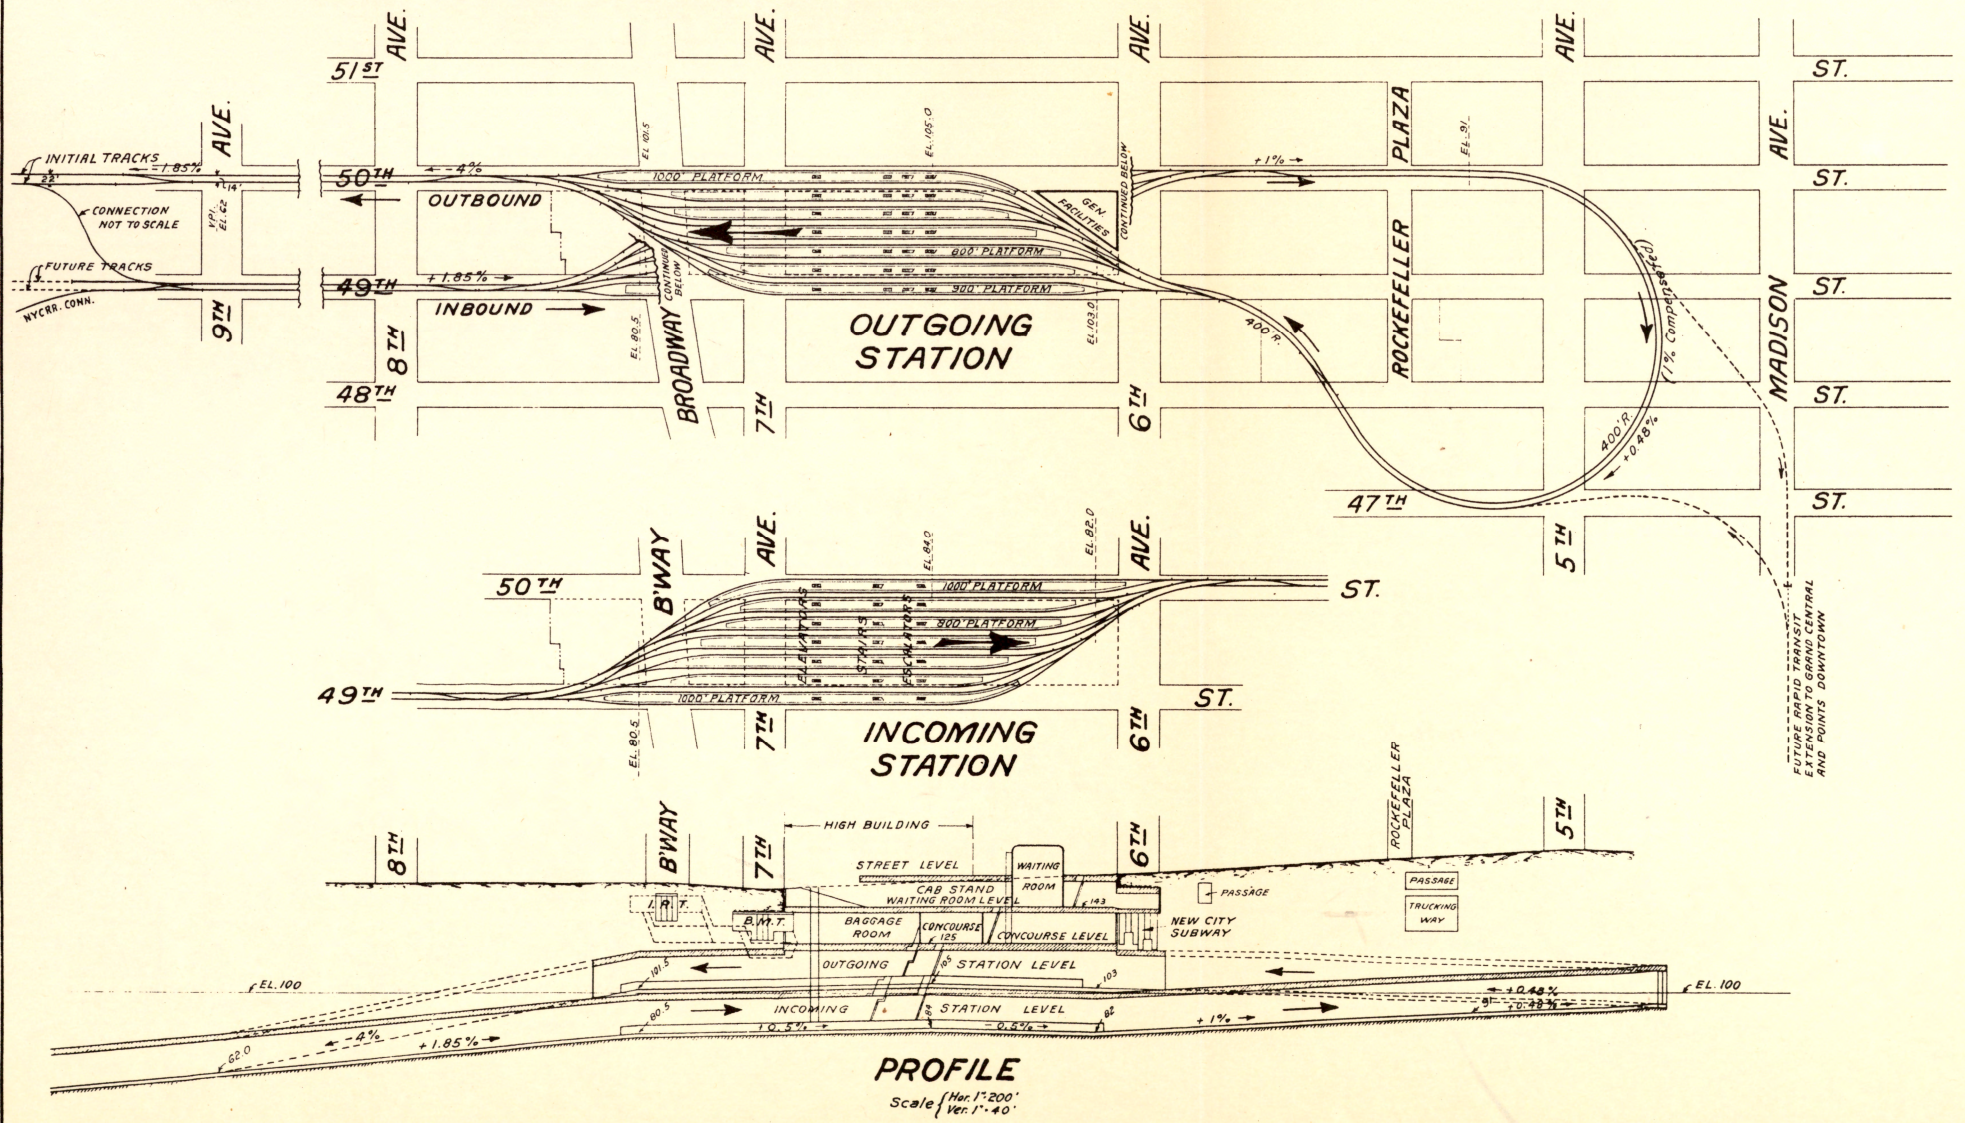 AVE.
AVE.
AVE.
AVE.
51ST
ST.
AVE.
PLAZA
AVE.
EL. 101.5
EL. 105.0
EL. 91
INITIAL TRACKS
-1.85%
22'
14'
50TH
-4%
1000' PLATFORM
CONTINUED BELOW
+1%
ST.
OUTBOUND
GEN. FACILITIES
CONNECTION
NOT TO SCALE
V.P.I.
EL. 62
800' PLATFORM
ROCKEFELLER
(1% Compensated)
FUTURE TRACKS
49TH
+1.85%
CONTINUED BELOW
900' PLATFORM
ST.
NYCRR. CONN.
INBOUND
9TH
8TH
EL. 80.5
BROADWAY
OUTGOING
STATION
EL. 103.0
400' R.
MADISON
48TH
ST.
7TH
6TH
400' R.
+0.48%
47TH
ST.
5TH
B'WAY
AVE.
EL. 84.0
EL. 82.0
AVE.
50TH
1000' PLATFORM
ST.
ELEVATORS
STAIRS
ESCALATORS
900' PLATFORM
49TH
1000' PLATFORM
ST.
EL. 80.5
7TH
6TH
INCOMING
STATION
FUTURE RAPID TRANSIT
EXTENSION TO GRAND CENTRAL
AND POINTS DOWNTOWN
8TH
B'WAY
7TH
HIGH BUILDING
6TH
ROCKEFELLER
PLAZA
5TH
STREET LEVEL
WAITING
ROOM
CAB STAND
WAITING ROOM LEVEL
143
PASSAGE
PASSAGE
TRUCKING
WAY
I. R. T.
B. M. T.
BAGGAGE
ROOM
CONCOURSE
125
CONCOURSE LEVEL
NEW CITY
SUBWAY
101.5
OUTGOING
105
STATION LEVEL
103
EL. 100
EL. 100
+0.48%
80.5
INCOMING
84
STATION LEVEL
82
91
+0.48%
+0.5%
-0.5%
+1%
62.0
-4%
+1.85%
PROFILE
Scale { Hor. 1"=200'
Ver. 1"=40'